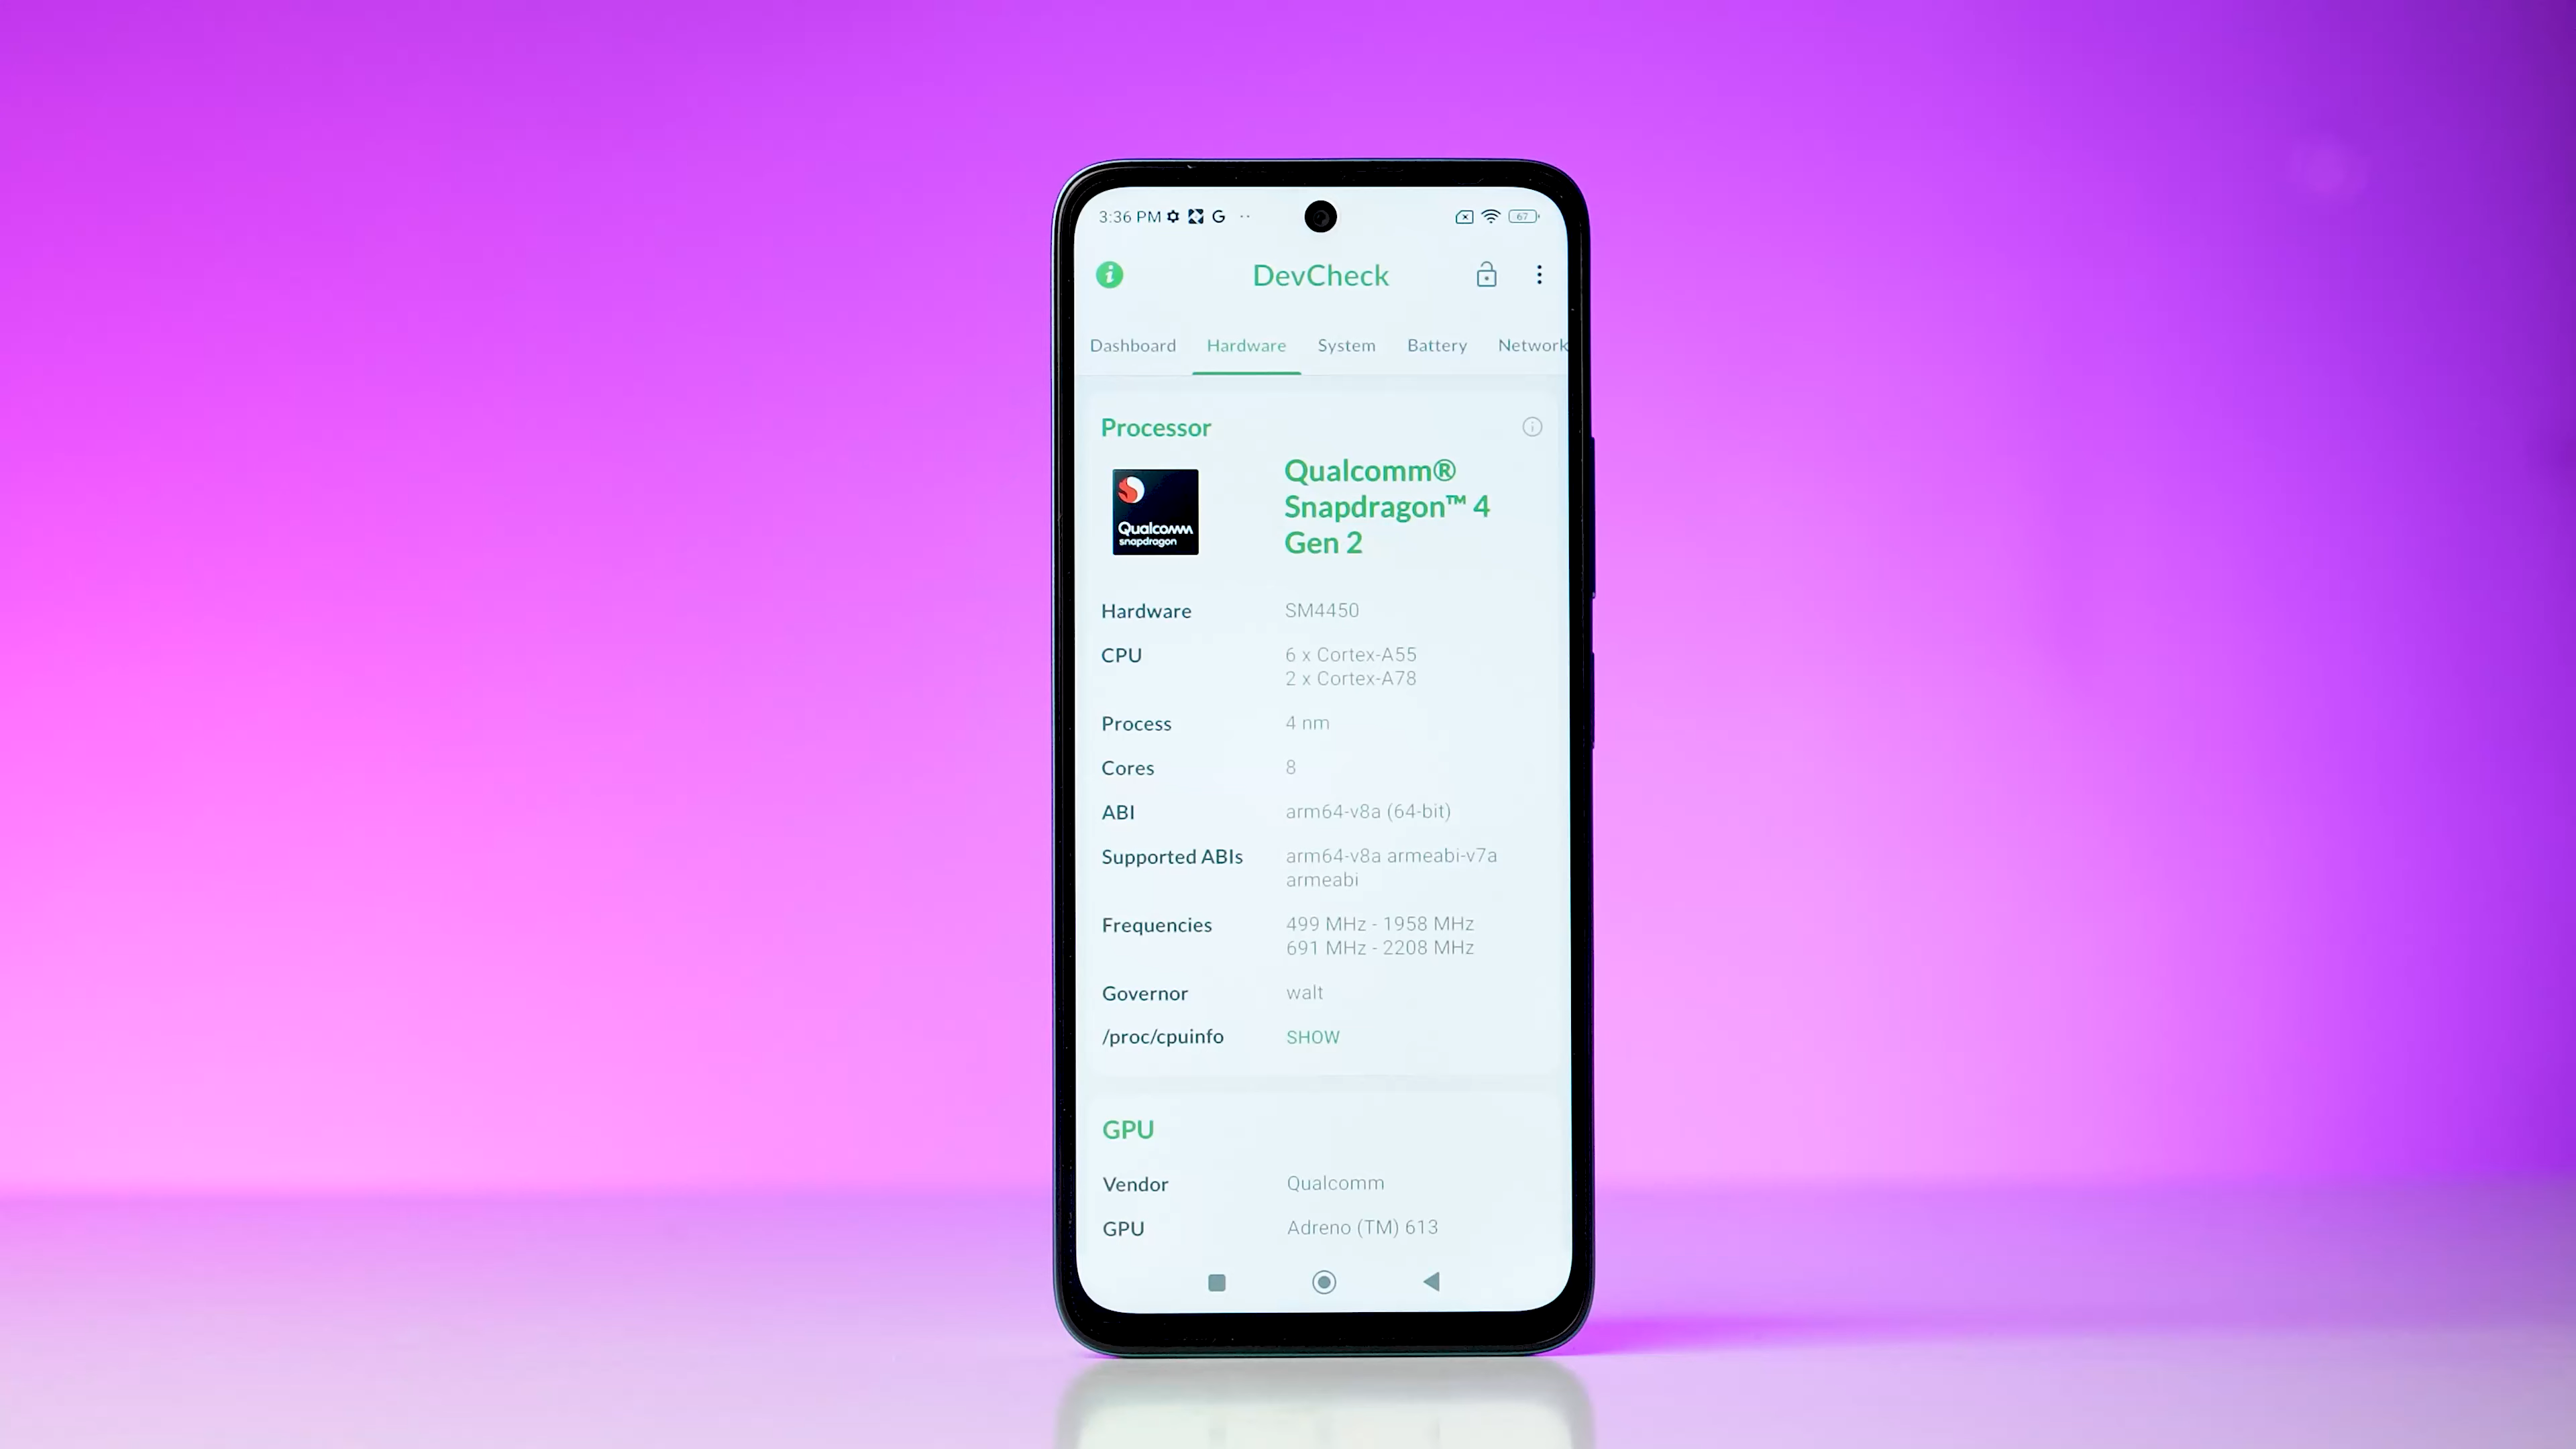 3:36 PM G 67
DevCheck
Dashboard Hardware System Battery Network
Processor
Qualcomm
snapdragon
Qualcomm®
Snapdragon™ 4
Gen 2
Hardware SM4450
CPU 6 x Cortex-A55
2 x Cortex-A78
Process 4 nm
Cores 8
ABI arm64-v8a (64-bit)
Supported ABIs arm64-v8a armeabi-v7a
armeabi
Frequencies 499 MHz - 1958 MHz
691 MHz - 2208 MHz
Governor walt
/proc/cpuinfo SHOW
GPU
Vendor Qualcomm
GPU Adreno (TM) 613